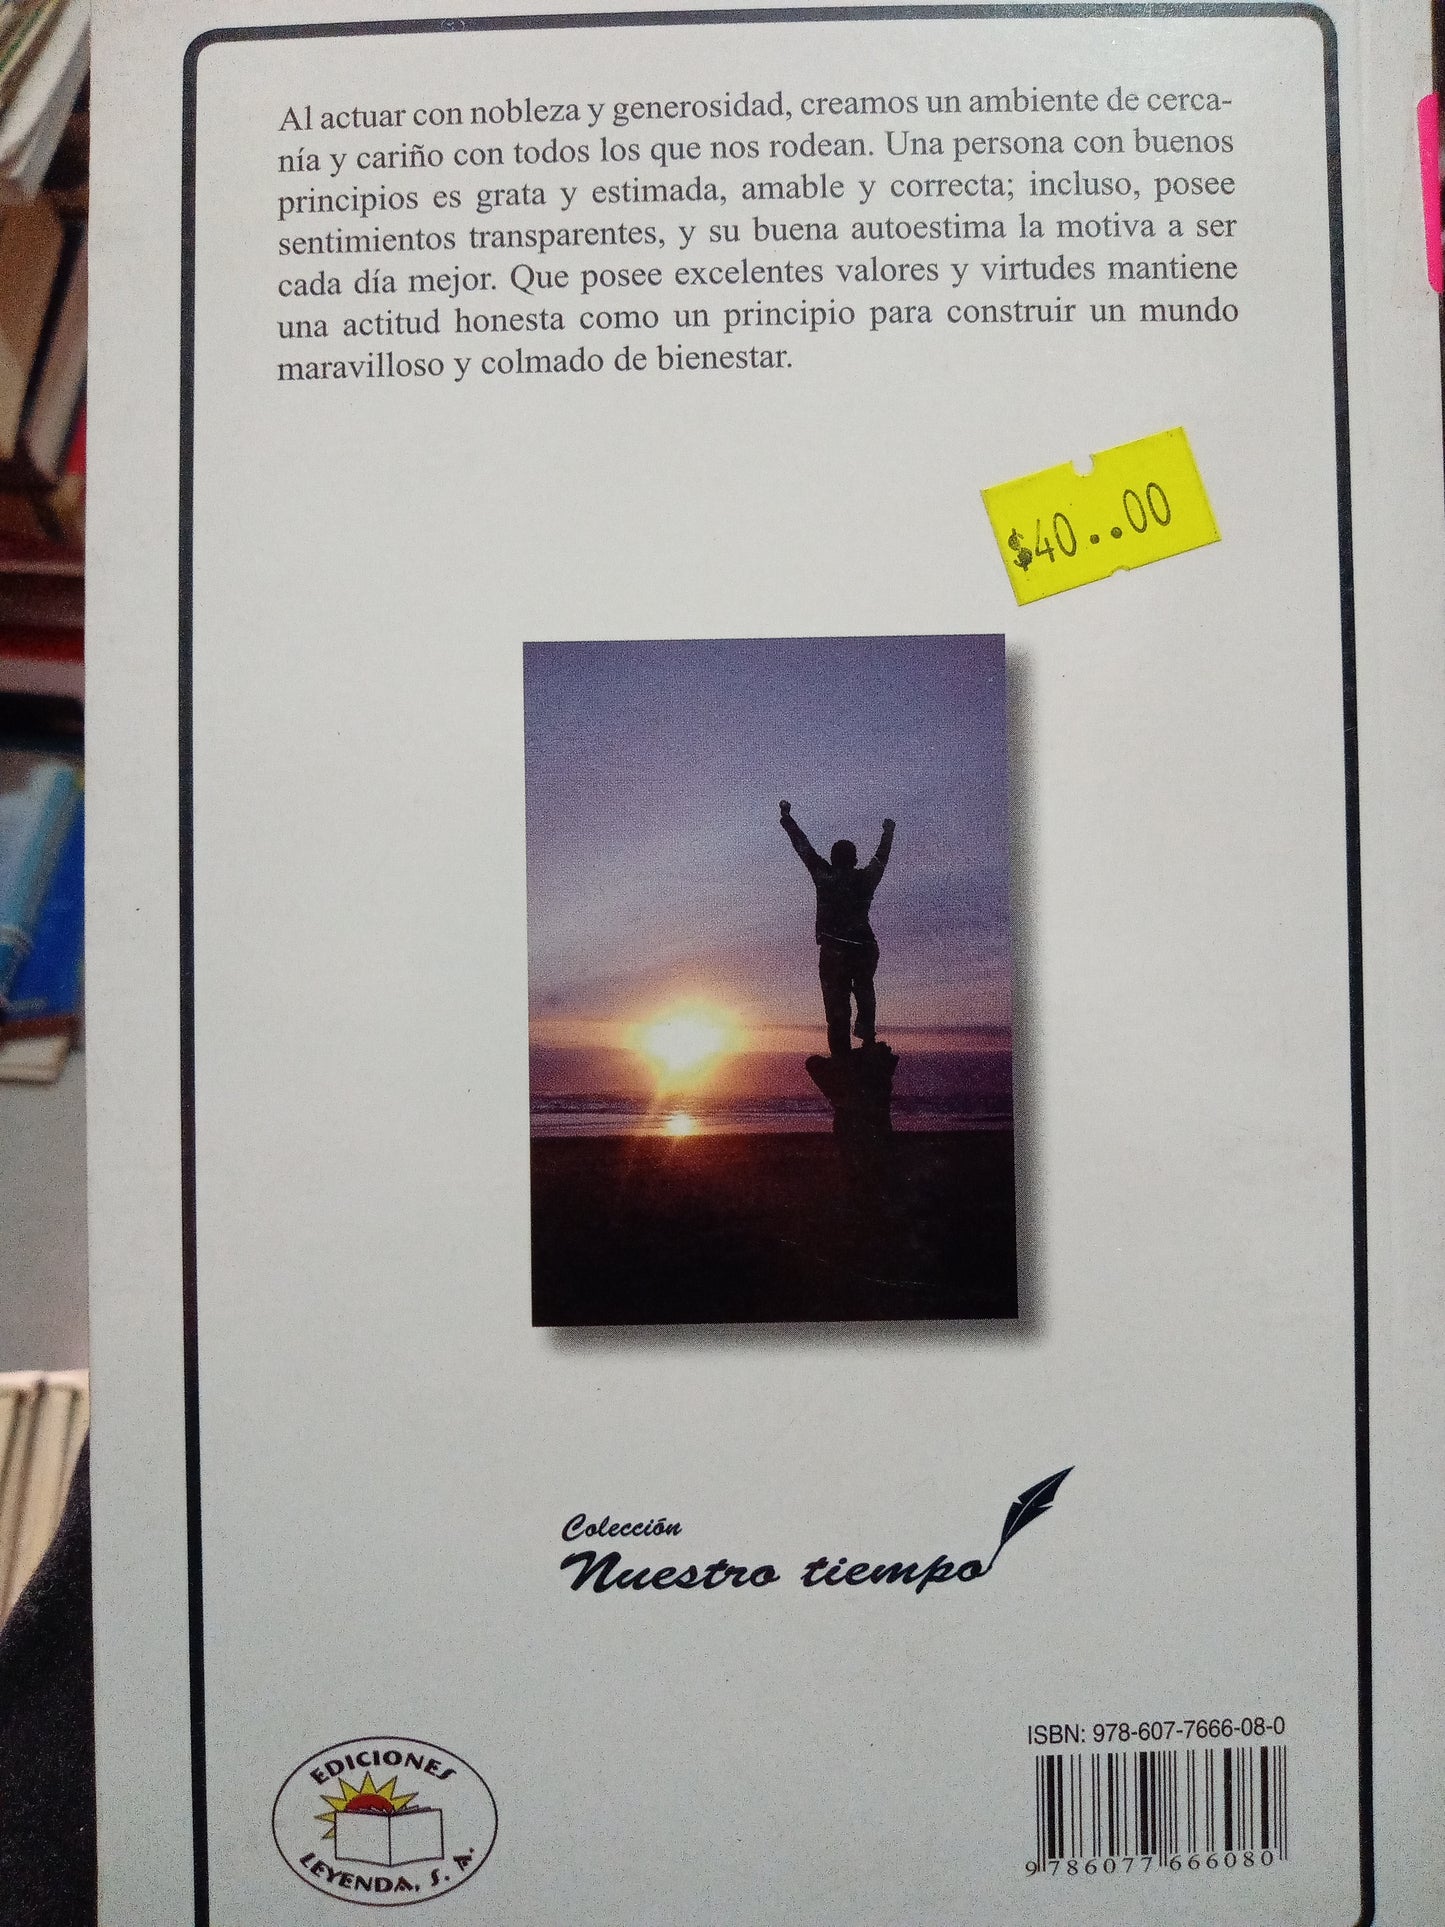 Al actuar con nobleza y generosidad, creamos un ambiente de cerca-
nía y cariño con todos los que nos rodean. Una persona con buenos
principios es grata y estimada, amable y correcta; incluso, posee
sentimientos transparentes, y su buena autoestima la motiva a ser
cada día mejor. Que posee excelentes valores y virtudes mantiene
una actitud honesta como un principio para construir un mundo
maravilloso y colmado de bienestar.
$40..00
Colección
Nuestro tiempo
ISBN: 978-607-7666-08-0
9 786077 666080
EDICIONES
LEYENDA, S. A.